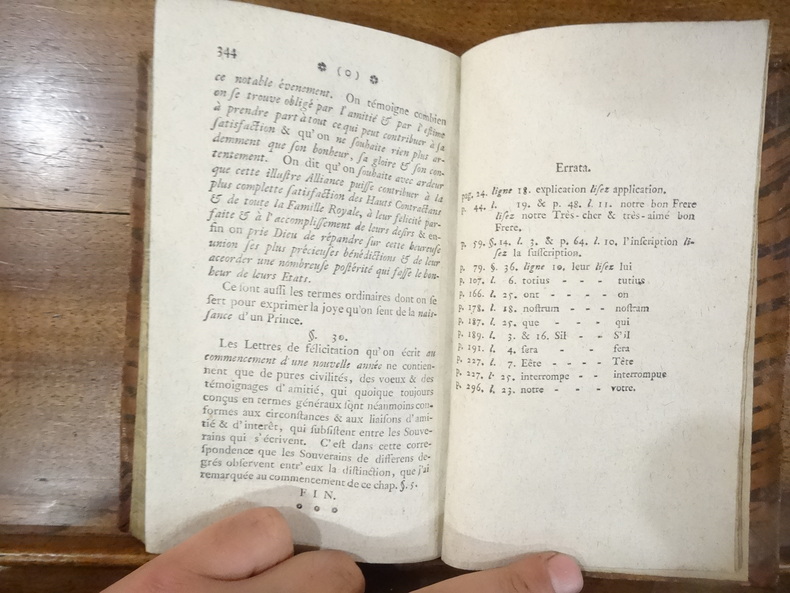 344
(o)
ce notable évenement. On témoigne combien
on se trouve obligé par l'amitié & par l'estime
à prendre part à tout ce qui peut contribuer à sa
satisfaction & qu'on ne souhaite rien plus ar-
demment que son bonheur, sa gloire & son con-
tentement. On dit qu'on souhaite avec ardeur
que cette illustre Alliance puisse contribuer à la
plus complette satisfaction des Hauts Contractans
& de toute la Famille Royale, à leur felicité par-
faite & à l'accomplissement de leurs desirs & en-
fin on prie Dieu de répandre sur cette heureuse
union ses plus précieuses bénédictions & de leur
accorder une nombreuse postérité qui fasse le bon-
heur de leurs Etats.
Ce sont aussi les termes ordinaires dont on se
sert pour exprimer la joye qu'on sent de la nais-
sance d'un Prince.
§. 30.
Les Lettres de félicitation qu'on écrit au
commencement d'une nouvelle année ne contien-
nent que de pures civilités, des voeux & des
témoignages d'amitié, qui quoique toujours
conçus en termes généraux sont néanmoins con-
formes aux circonstances & aux liaisons d'ami-
tié & d'interêt, qui subsistent entre les Souve-
rains qui s'écrivent. C'est dans cette corre-
spondence que les Souverains de differens de-
grés observent entr'eux la distinction, que j'ai
remarquée au commencement de ce chap. §. 5.
FIN.
Errata.
pag. 24. ligne 18. explication lisez application.
p. 44. l. 19. & p. 48. l. 11. notre bon Frere
lisez notre Très-cher & très-aimé bon
Frere.
p. 59. §. 14. l. 3. & p. 64. l. 10. l'inscription li-
sez la suscription.
p. 79. §. 36. ligne 10. leur lisez lui
p. 107. l. 6. totius - - - tutius
p. 166. l. 25. ont - - - on
p. 178. l. 18. nostrum - - - nostram
p. 187. l. 25. que - - qui
p. 189. l. 3. & 16. Sil - - S'il
p. 191. l. 4. sera - - fera
p. 227. l. 7. Eête - - Tête
p. 227. l. 25. interrompe - - interrompue
p. 296. l. 23. notre - - votre.